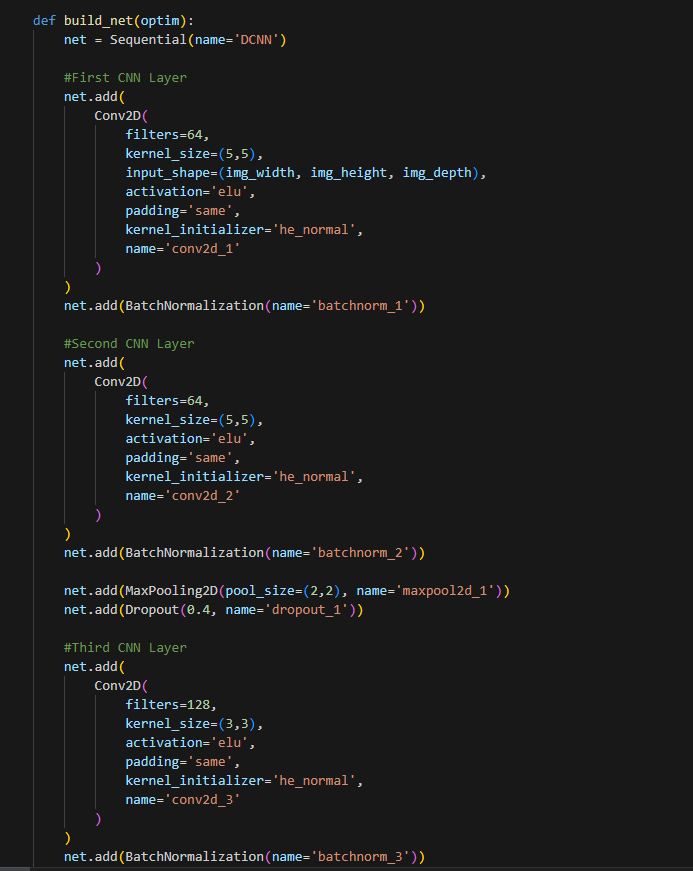 def build_net(optim):
    net = Sequential(name='DCNN')

    #First CNN Layer
    net.add(
        Conv2D(
            filters=64,
            kernel_size=(5,5),
            input_shape=(img_width, img_height, img_depth),
            activation='elu',
            padding='same',
            kernel_initializer='he_normal',
            name='conv2d_1'
        )
    )
    net.add(BatchNormalization(name='batchnorm_1'))

    #Second CNN Layer
    net.add(
        Conv2D(
            filters=64,
            kernel_size=(5,5),
            activation='elu',
            padding='same',
            kernel_initializer='he_normal',
            name='conv2d_2'
        )
    )
    net.add(BatchNormalization(name='batchnorm_2'))

    net.add(MaxPooling2D(pool_size=(2,2), name='maxpool2d_1'))
    net.add(Dropout(0.4, name='dropout_1'))

    #Third CNN Layer
    net.add(
        Conv2D(
            filters=128,
            kernel_size=(3,3),
            activation='elu',
            padding='same',
            kernel_initializer='he_normal',
            name='conv2d_3'
        )
    )
    net.add(BatchNormalization(name='batchnorm_3'))